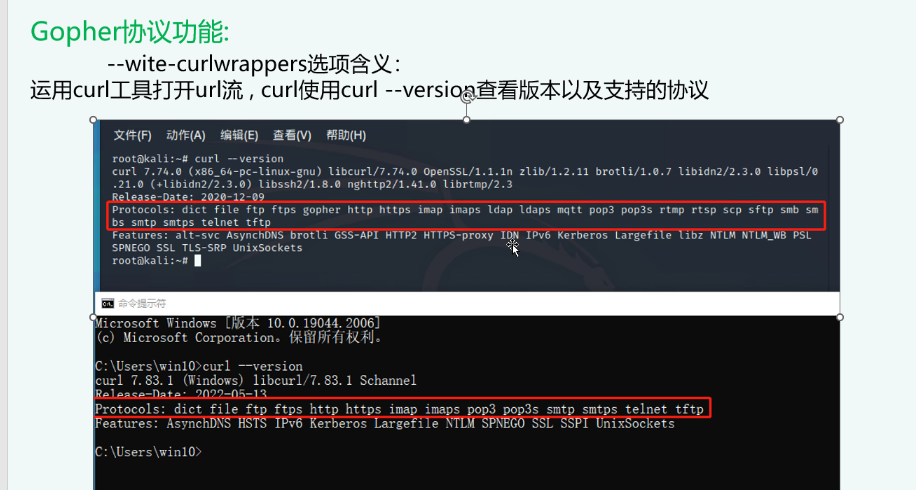 Gopher协议功能:
--wite-curlwrappers选项含义：
运用curl工具打开url流，curl使用curl --version查看版本以及支持的协议
文件(F) 动作(A) 编辑(E) 查看(V) 帮助(H)
root@kali:~# curl --version
curl 7.74.0 (x86_64-pc-linux-gnu) libcurl/7.74.0 OpenSSL/1.1.1n zlib/1.2.11 brotli/1.0.7 libidn2/2.3.0 libpsl/0
.21.0 (+libidn2/2.3.0) libssh2/1.8.0 nghttp2/1.41.0 librtmp/2.3
Release-Date: 2020-12-09
Protocols: dict file ftp ftps gopher http https imap imaps ldap ldaps mqtt pop3 pop3s rtmp rtsp scp sftp smb sm
bs smtp smtps telnet tftp
Features: alt-svc AsynchDNS brotli GSS-API HTTP2 HTTPS-proxy IDN IPv6 Kerberos Largefile libz NTLM NTLM_WB PSL
SPNEGO SSL TLS-SRP UnixSockets
root@kali:~#
命令提示符
Microsoft Windows [版本 10.0.19044.2006]
(c) Microsoft Corporation。保留所有权利。
C:\Users\win10>curl --version
curl 7.83.1 (Windows) libcurl/7.83.1 Schannel
Release-Date: 2022-05-13
Protocols: dict file ftp ftps http https imap imaps pop3 pop3s smtp smtps telnet tftp
Features: AsynchDNS HSTS IPv6 Kerberos Largefile NTLM SPNEGO SSL SSPI UnixSockets
C:\Users\win10>